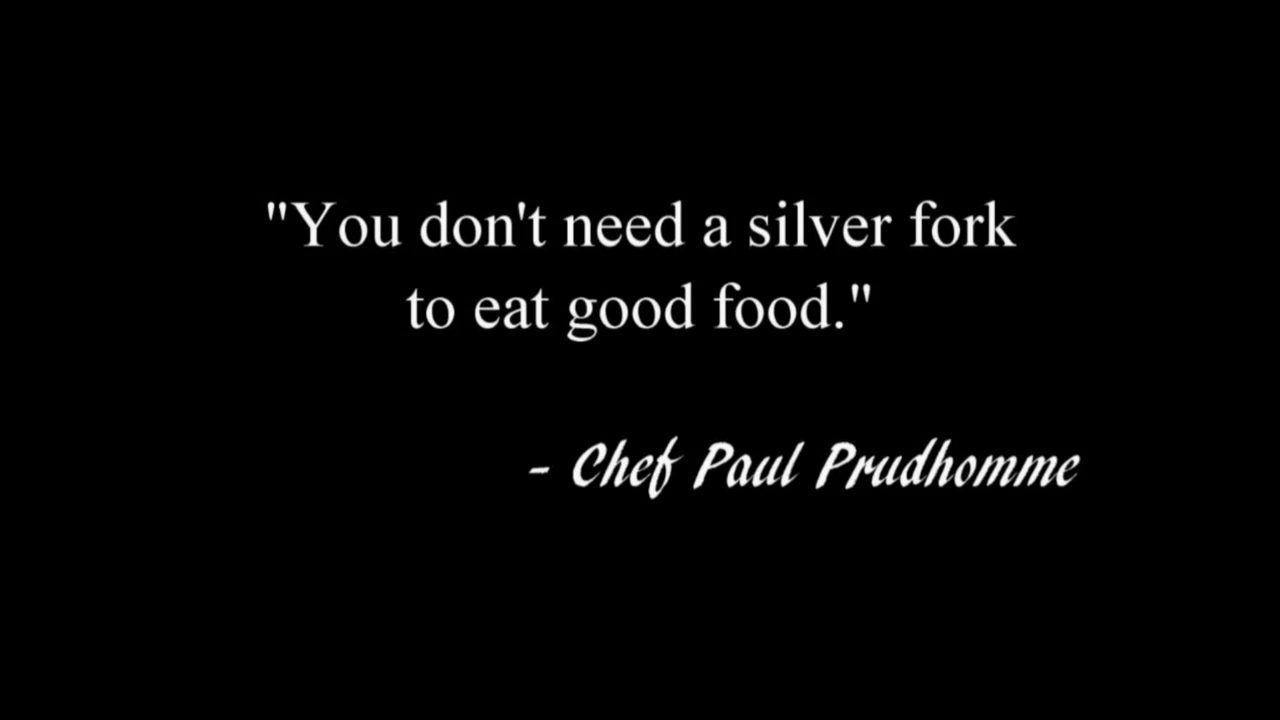 "You don't need a silver fork
to eat good food."
- Chef Paul Prudhomme